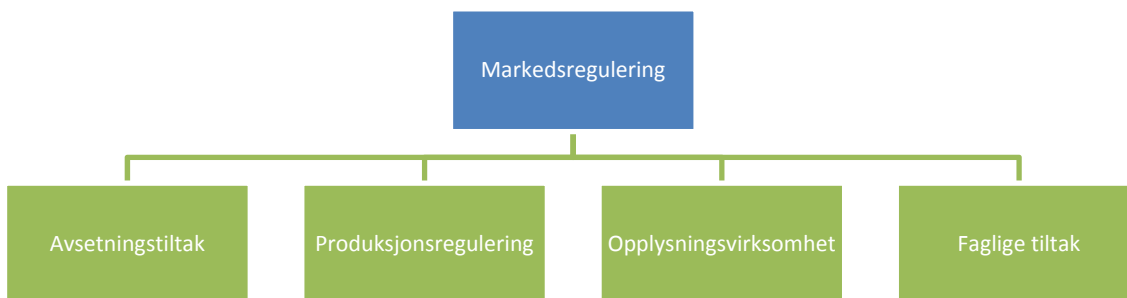 Markedsregulering
Avsetningstiltak
Produksjonsregulering
Opplysningsvirksomhet
Faglige tiltak